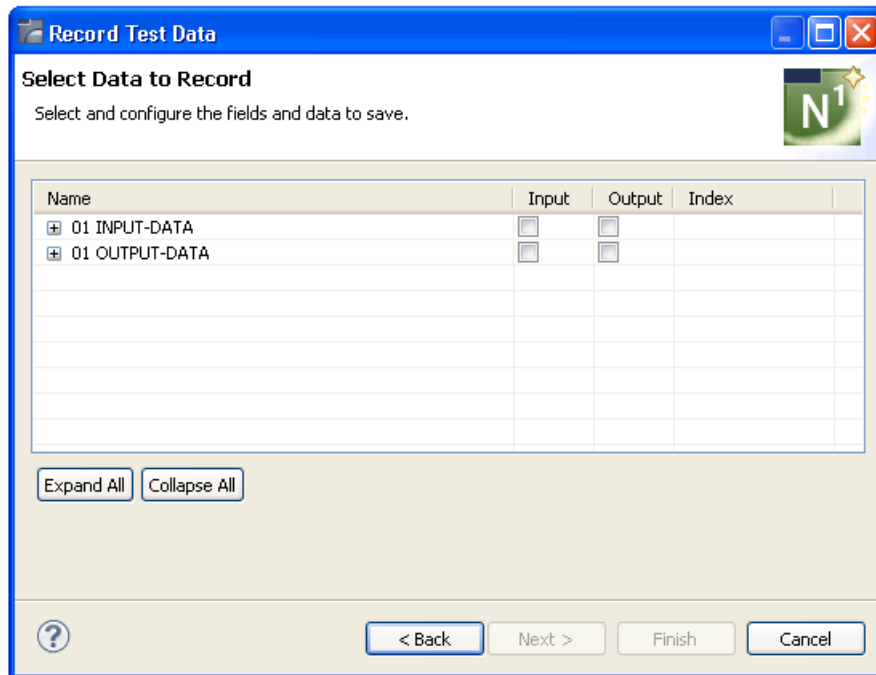 Record Test Data
Select Data to Record
Select and configure the fields and data to save.
N1
Name Input Output Index
01 INPUT-DATA
01 OUTPUT-DATA
Expand All Collapse All
? < Back Next > Finish Cancel